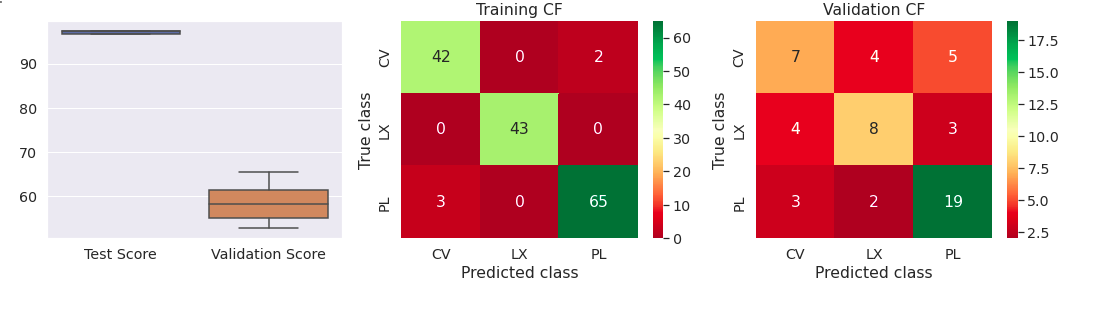 90
80
70
60
Test Score
Validation Score
Training CF
True class
CV
LX
PL
42 0 2
0 43 0
3 0 65
CV LX PL
Predicted class
60
50
40
30
20
10
0
Validation CF
True class
CV
LX
PL
7 4 5
4 8 3
3 2 19
CV LX PL
Predicted class
17.5
15.0
12.5
10.0
7.5
5.0
2.5